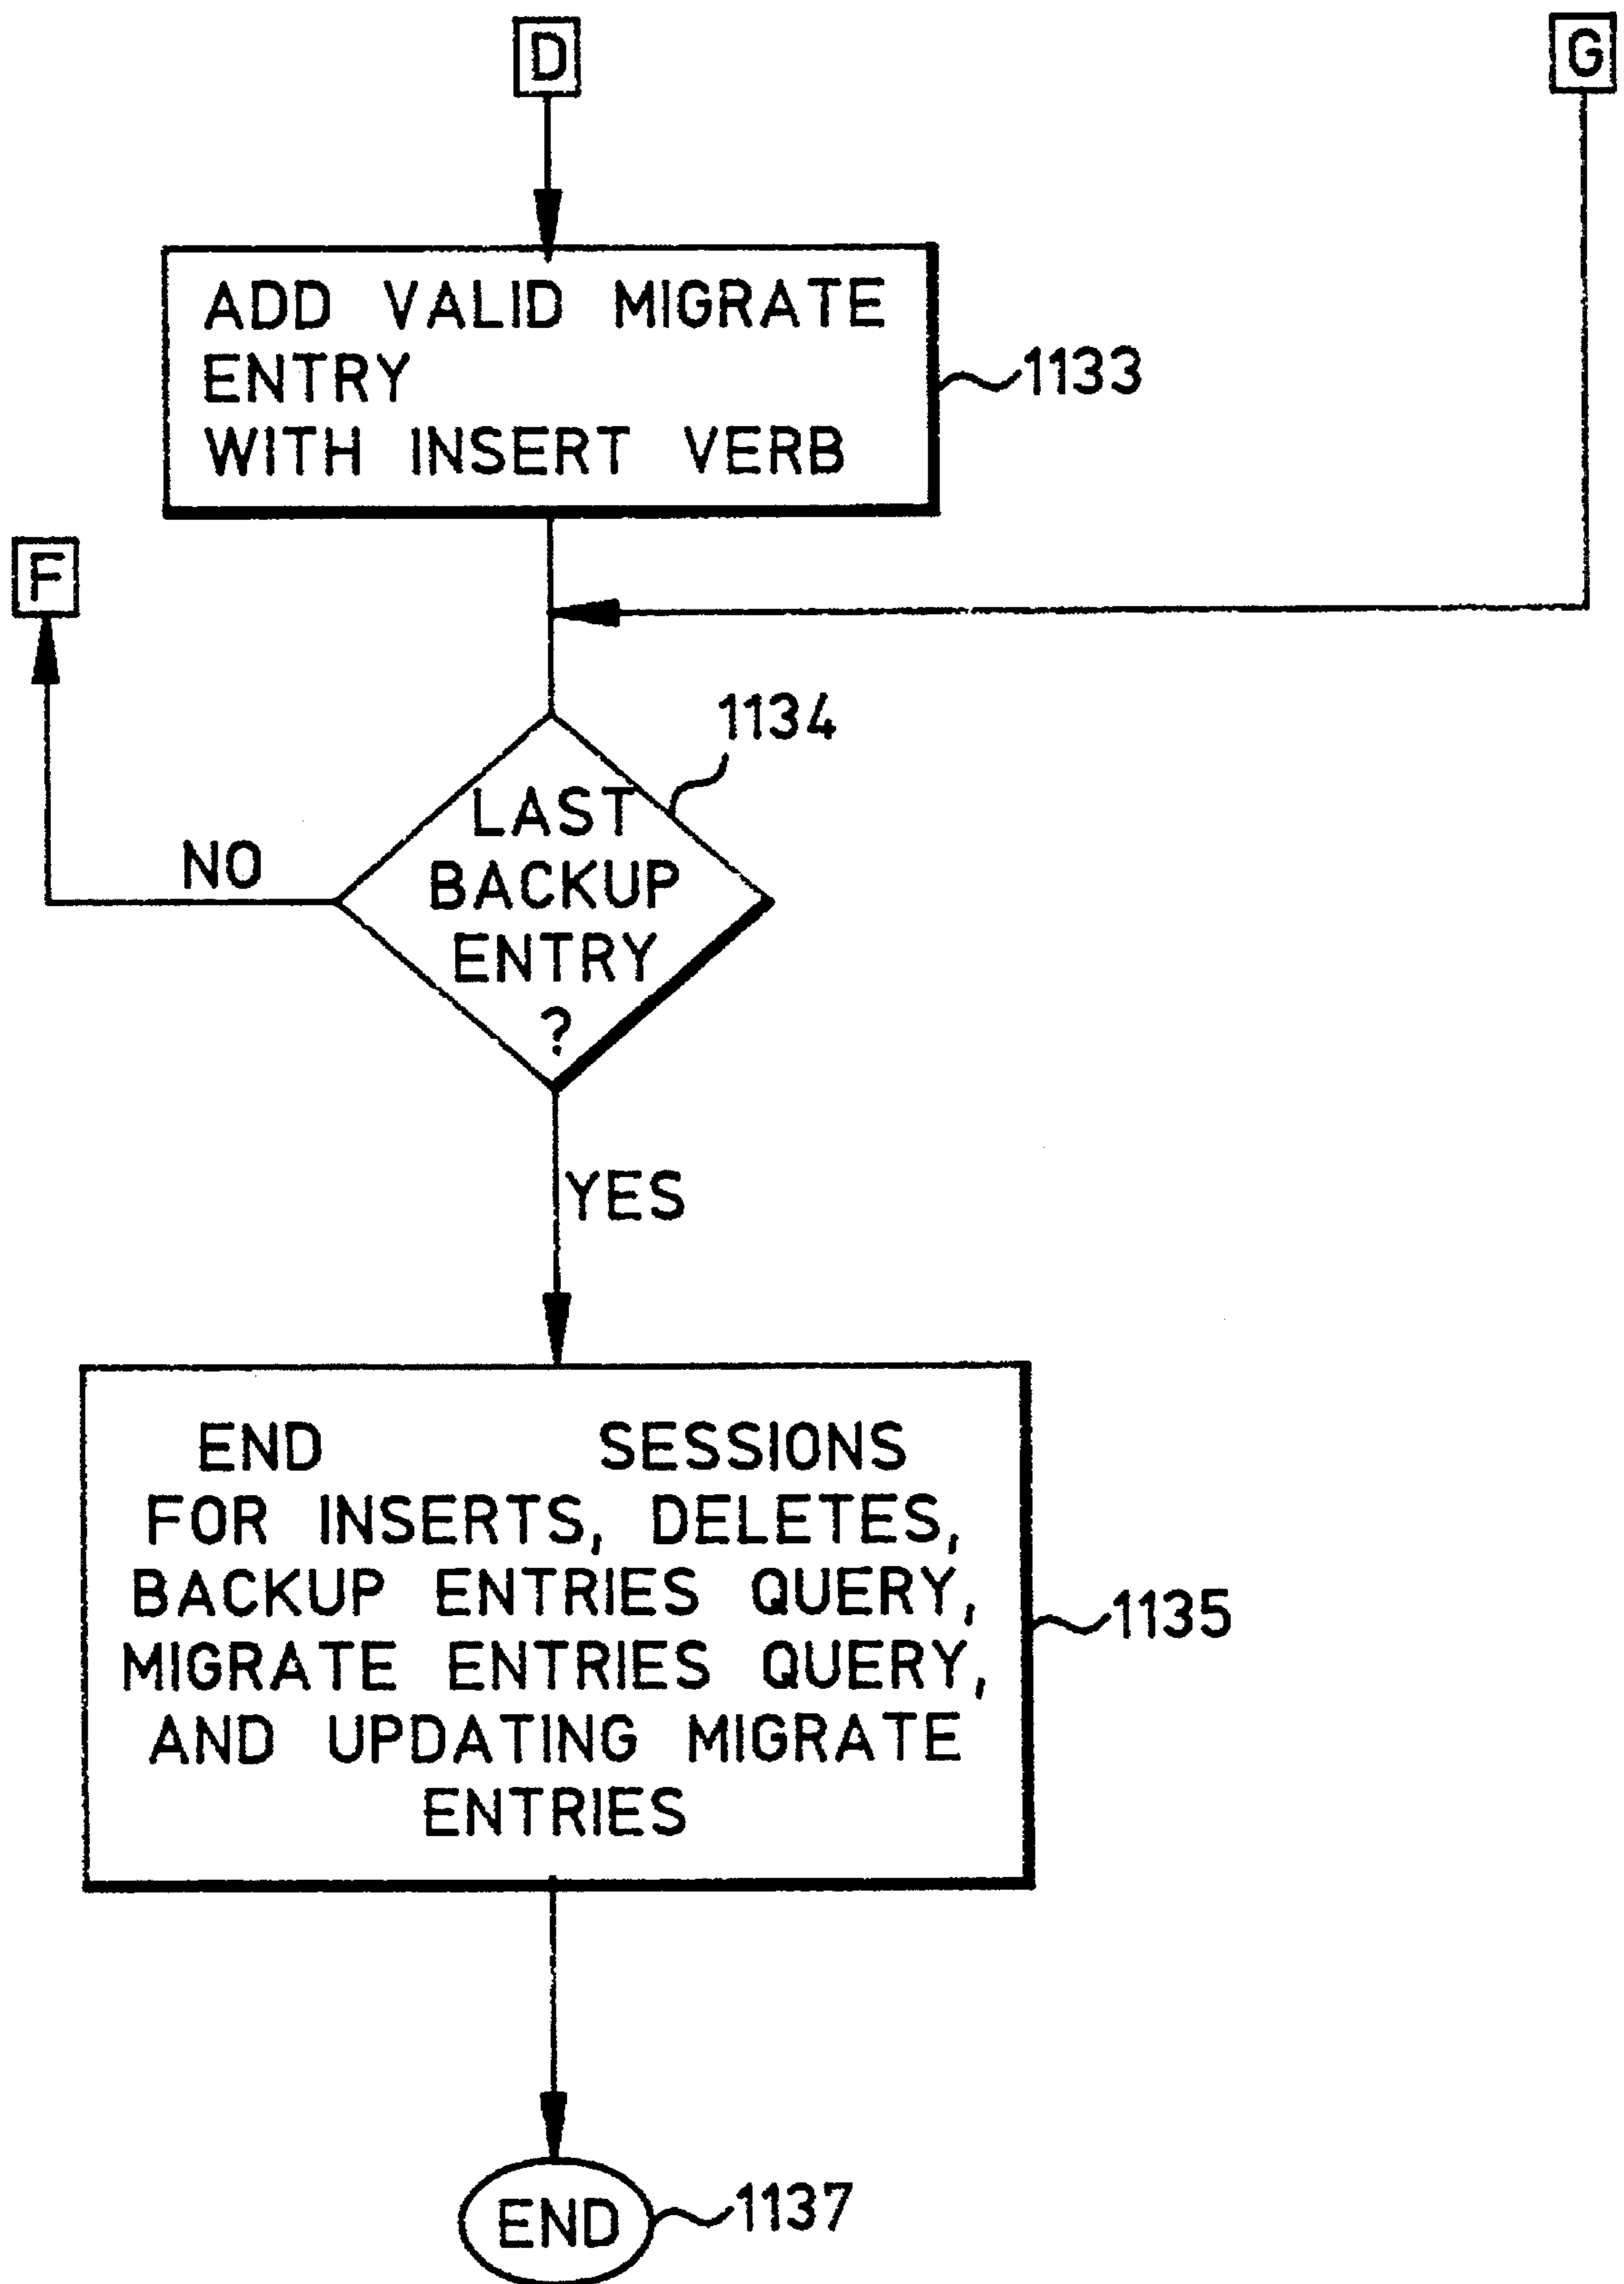 D
G
ADD VALID MIGRATE
ENTRY
WITH INSERT VERB
1133
F
1134
LAST
BACKUP
ENTRY
?
NO
YES
END SESSIONS
FOR INSERTS, DELETES,
BACKUP ENTRIES QUERY,
MIGRATE ENTRIES QUERY,
AND UPDATING MIGRATE
ENTRIES
1135
END
1137